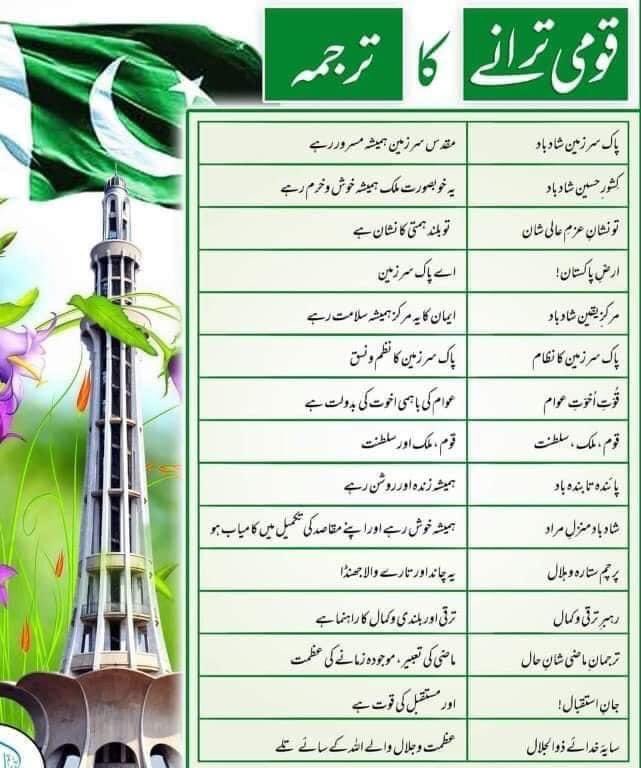 قومی ترانے کا ترجمہ
پاک سرزمین شاد باد	مقدس سرزمین ہمیشہ مسرور رہے
کِشورِ حسین شاد باد	یہ خوبصورت ملک ہمیشہ خوش و خرم رہے
تو نشانِ عزمِ عالی شان	تو بلند ہمتی کا نشان ہے
ارضِ پاکستان!	اے پاک سرزمین
مرکزِ یقین شاد باد	ایمان کا یہ مرکز ہمیشہ سلامت رہے
پاک سرزمین کا نظام	پاک سرزمین کا نظم و نسق
قُوّتِ اُخوّتِ عوام	عوام کی باہمی اخوت کی بدولت ہے
قوم، ملک، سلطنت	قوم، ملک اور سلطنت
پائندہ تابندہ باد	ہمیشہ زندہ اور روشن رہے
شاد باد منزلِ مراد	ہمیشہ خوش رہے اور اپنے مقاصد کی تکمیل میں کامیاب ہو
پرچمِ ستارہ و ہلال	یہ چاند اور تارے والا جھنڈا
رہبرِ ترقی و کمال	ترقی اور بلندی و کمال کا راہنما ہے
ترجمانِ ماضی شانِ حال	ماضی کی تعبیر، موجودہ زمانے کی عظمت
جانِ استقبال!	اور مستقبل کی قوت ہے
سایۂ خدائے ذوالجلال	عظمت و جلال والے اللہ کے سائے تلے